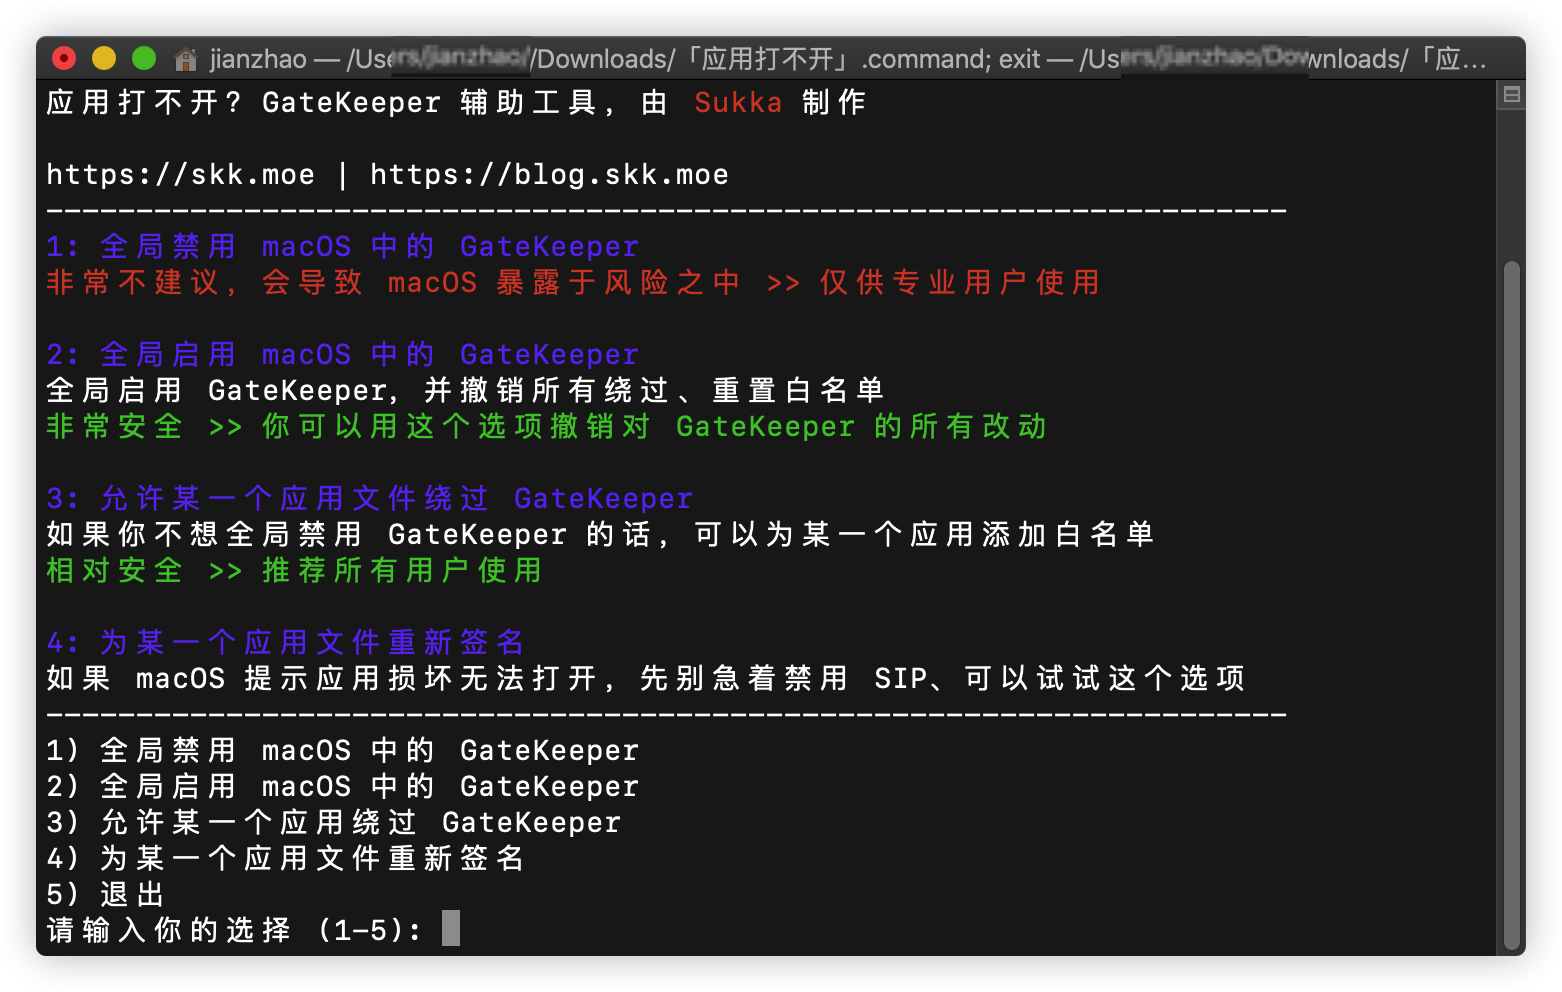 jianzhao — /Users/jianzhao/Downloads/「应用打不开」.command; exit — /Users/jianzhao/Downloads/「应...
应用打不开? GateKeeper 辅助工具, 由 Sukka 制作
https://skk.moe | https://blog.skk.moe
---------------------------------------------------------------------
1: 全局禁用 macOS 中的 GateKeeper
非常不建议, 会导致 macOS 暴露于风险之中 >> 仅供专业用户使用
2: 全局启用 macOS 中的 GateKeeper
全局启用 GateKeeper, 并撤销所有绕过、重置白名单
非常安全 >> 你可以用这个选项撤销对 GateKeeper 的所有改动
3: 允许某一个应用文件绕过 GateKeeper
如果你不想全局禁用 GateKeeper 的话, 可以为某一个应用添加白名单
相对安全 >> 推荐所有用户使用
4: 为某一个应用文件重新签名
如果 macOS 提示应用损坏无法打开, 先别急着禁用 SIP、可以试试这个选项
---------------------------------------------------------------------
1) 全局禁用 macOS 中的 GateKeeper
2) 全局启用 macOS 中的 GateKeeper
3) 允许某一个应用绕过 GateKeeper
4) 为某一个应用文件重新签名
5) 退出
请输入你的选择 (1-5):